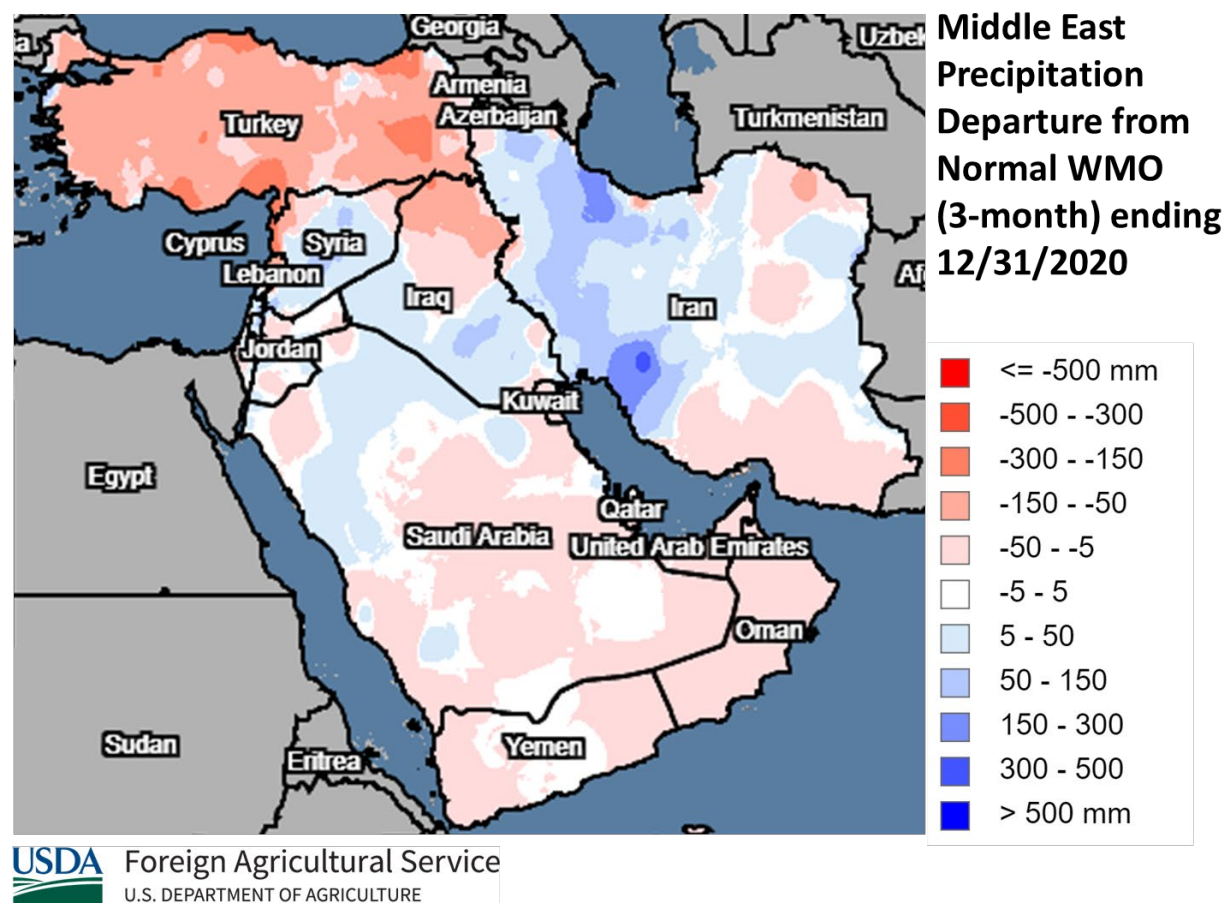 Middle East
Precipitation
Departure from
Normal WMO
(3-month) ending
12/31/2020
Georgia
Uzbek
Armenia
Azerbaijan
Turkmenistan
Turkey
Cyprus
Syria
Lebanon
Iraq
Iran
Af
Jordan
Kuwait
Egypt
Qatar
Saudi Arabia
United Arab Emirates
Oman
Sudan
Eritrea
Yemen
<= -500 mm
-500 - -300
-300 - -150
-150 - -50
-50 - -5
-5 - 5
5 - 50
50 - 150
150 - 300
300 - 500
> 500 mm
USDA
Foreign Agricultural Service
U.S. DEPARTMENT OF AGRICULTURE